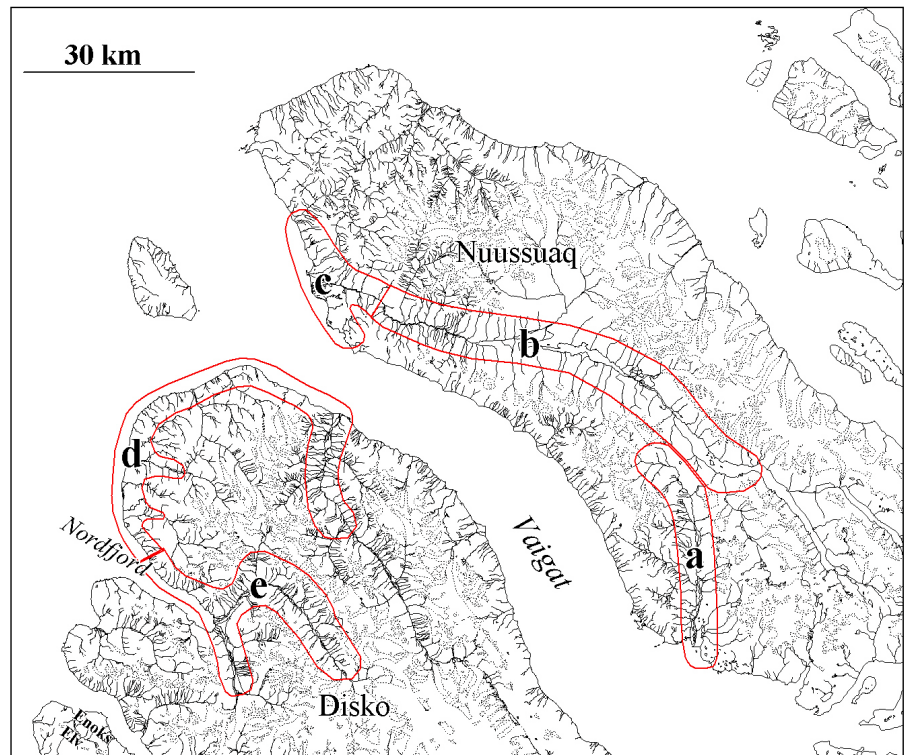 30 km
Nuussuaq
c
b
d
Nordfjord
Vaigat
a
e
Disko
Enoks
Elv